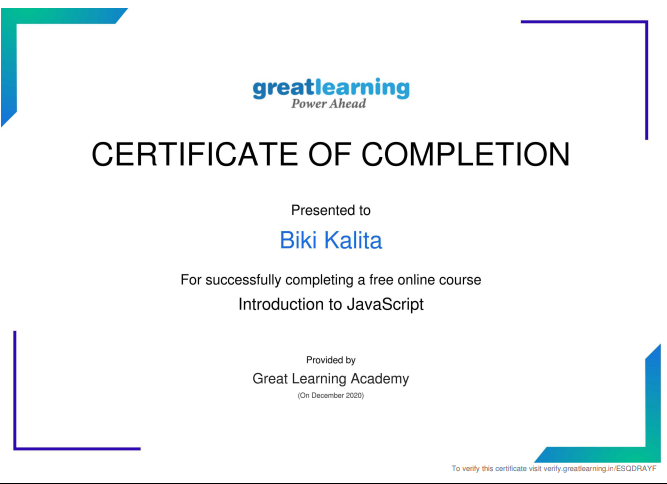 greatlearning
Power Ahead
CERTIFICATE OF COMPLETION
Presented to
Biki Kalita
For successfully completing a free online course
Introduction to JavaScript
Provided by
Great Learning Academy
(On December 2020)
To verify this certificate visit verify.greatlearning.in/ESQDRAYF